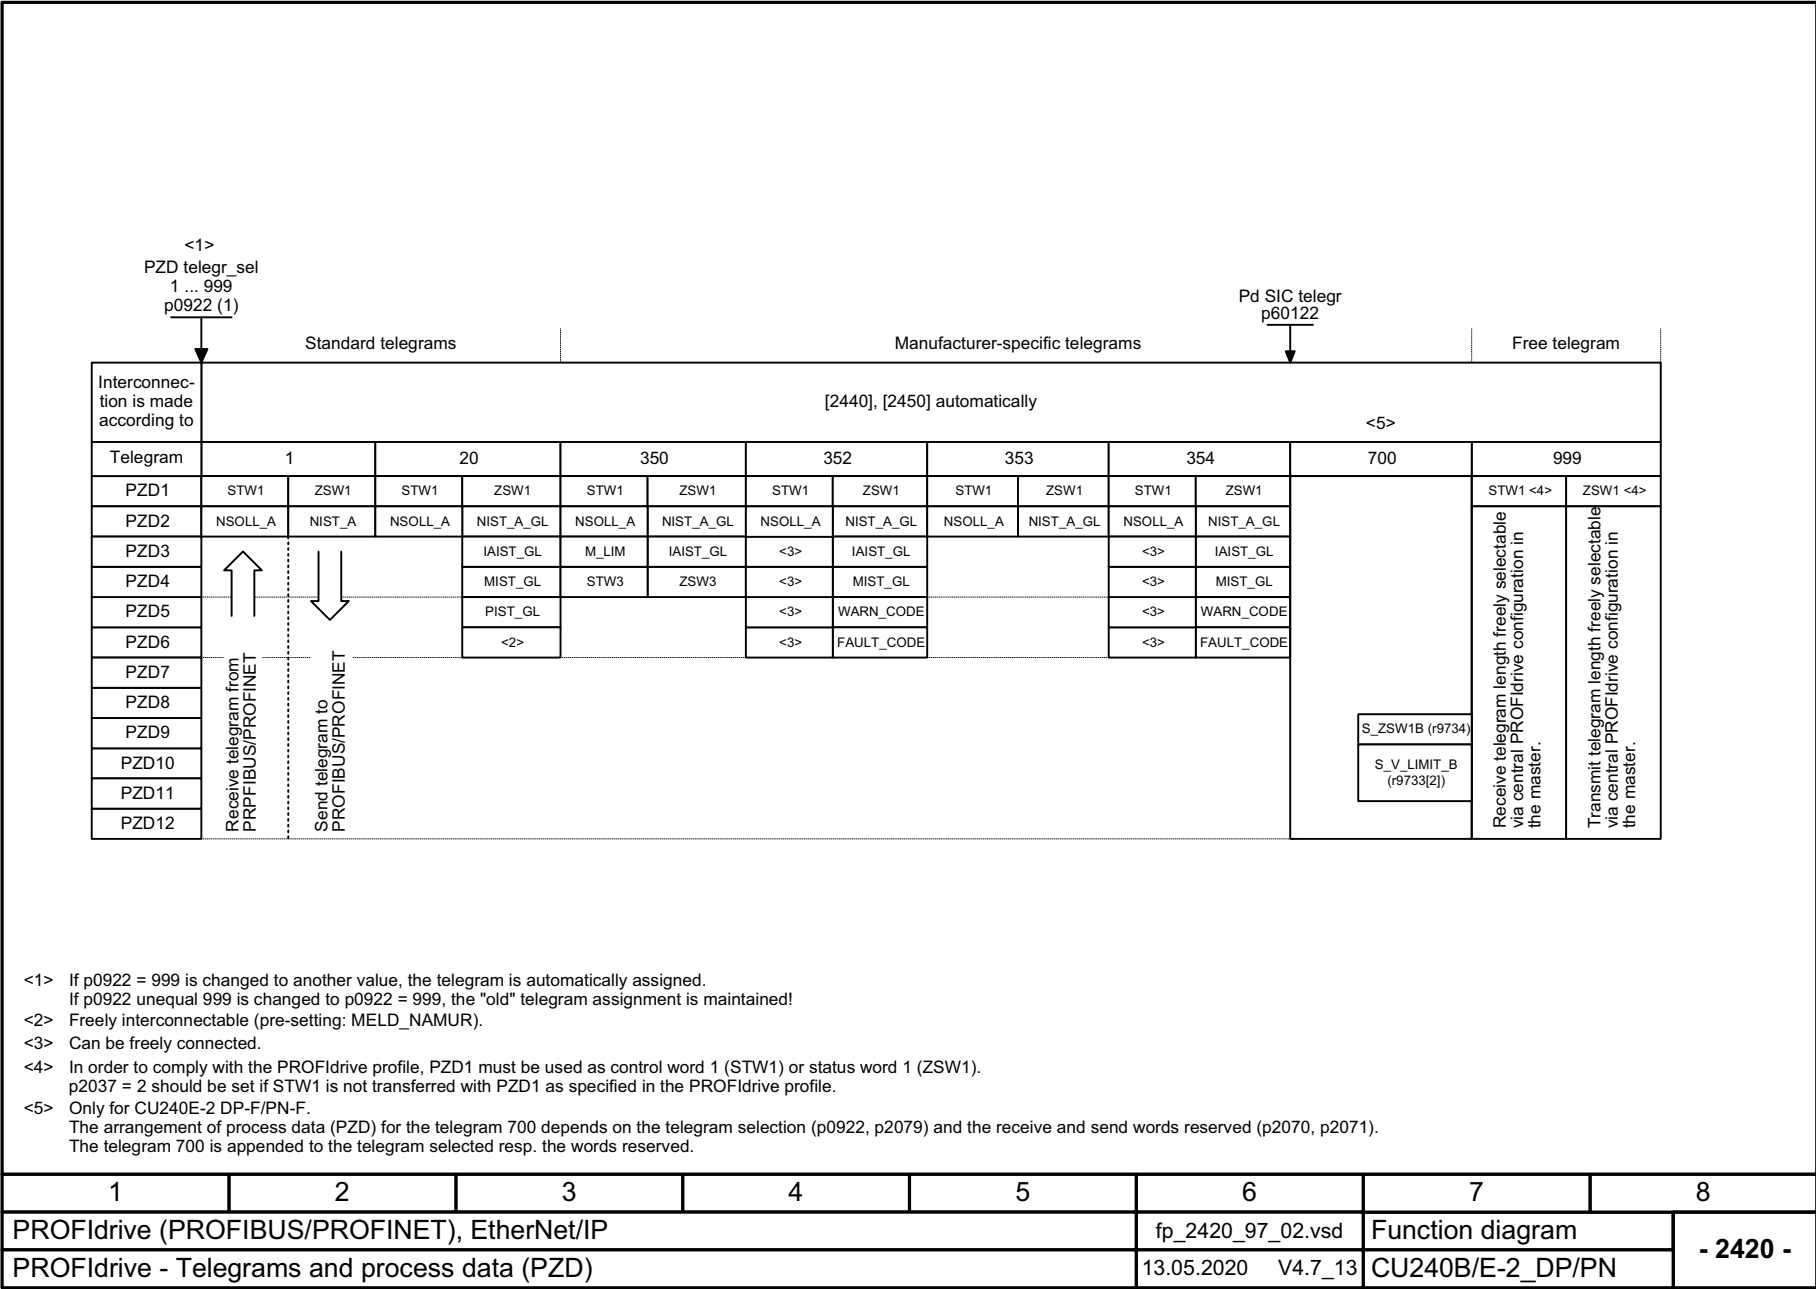 <1>
PZD telegr_sel
1 ... 999
p0922 (1)
Pd SIC telegr
p60122
Standard telegrams
Manufacturer-specific telegrams
Free telegram
Interconnec-
tion is made
according to
[2440], [2450] automatically
<5>
Telegram 1 20 350 352 353 354 700 999
PZD1 STW1 ZSW1 STW1 ZSW1 STW1 ZSW1 STW1 ZSW1 STW1 ZSW1 STW1 ZSW1 STW1 <4> ZSW1 <4>
PZD2 NSOLL_A NIST_A NSOLL_A NIST_A_GL NSOLL_A NIST_A_GL NSOLL_A NIST_A_GL NSOLL_A NIST_A_GL NSOLL_A NIST_A_GL
PZD3 IAIST_GL M_LIM IAIST_GL <3> IAIST_GL <3> IAIST_GL
PZD4 MIST_GL STW3 ZSW3 <3> MIST_GL <3> MIST_GL
PZD5 PIST_GL <3> WARN_CODE <3> WARN_CODE
PZD6 <2> <3> FAULT_CODE <3> FAULT_CODE
PZD7
PZD8
PZD9 S_ZSW1B (r9734)
PZD10 S_V_LIMIT_B
(r9733[2])
PZD11
PZD12
Receive telegram from
PRPFIBUS/PROFINET
Send telegram to
PROFIBUS/PROFINET
Receive telegram length freely selectable
via central PROFIdrive configuration in
the master.
Transmit telegram length freely selectable
via central PROFIdrive configuration in
the master.
<1> If p0922 = 999 is changed to another value, the telegram is automatically assigned.
If p0922 unequal 999 is changed to p0922 = 999, the "old" telegram assignment is maintained!
<2> Freely interconnectable (pre-setting: MELD_NAMUR).
<3> Can be freely connected.
<4> In order to comply with the PROFIdrive profile, PZD1 must be used as control word 1 (STW1) or status word 1 (ZSW1).
p2037 = 2 should be set if STW1 is not transferred with PZD1 as specified in the PROFIdrive profile.
<5> Only for CU240E-2 DP-F/PN-F.
The arrangement of process data (PZD) for the telegram 700 depends on the telegram selection (p0922, p2079) and the receive and send words reserved (p2070, p2071).
The telegram 700 is appended to the telegram selected resp. the words reserved.
1 2 3 4 5 6 7 8
PROFIdrive (PROFIBUS/PROFINET), EtherNet/IP fp_2420_97_02.vsd Function diagram
- 2420 -
PROFIdrive - Telegrams and process data (PZD) 13.05.2020 V4.7_13 CU240B/E-2_DP/PN